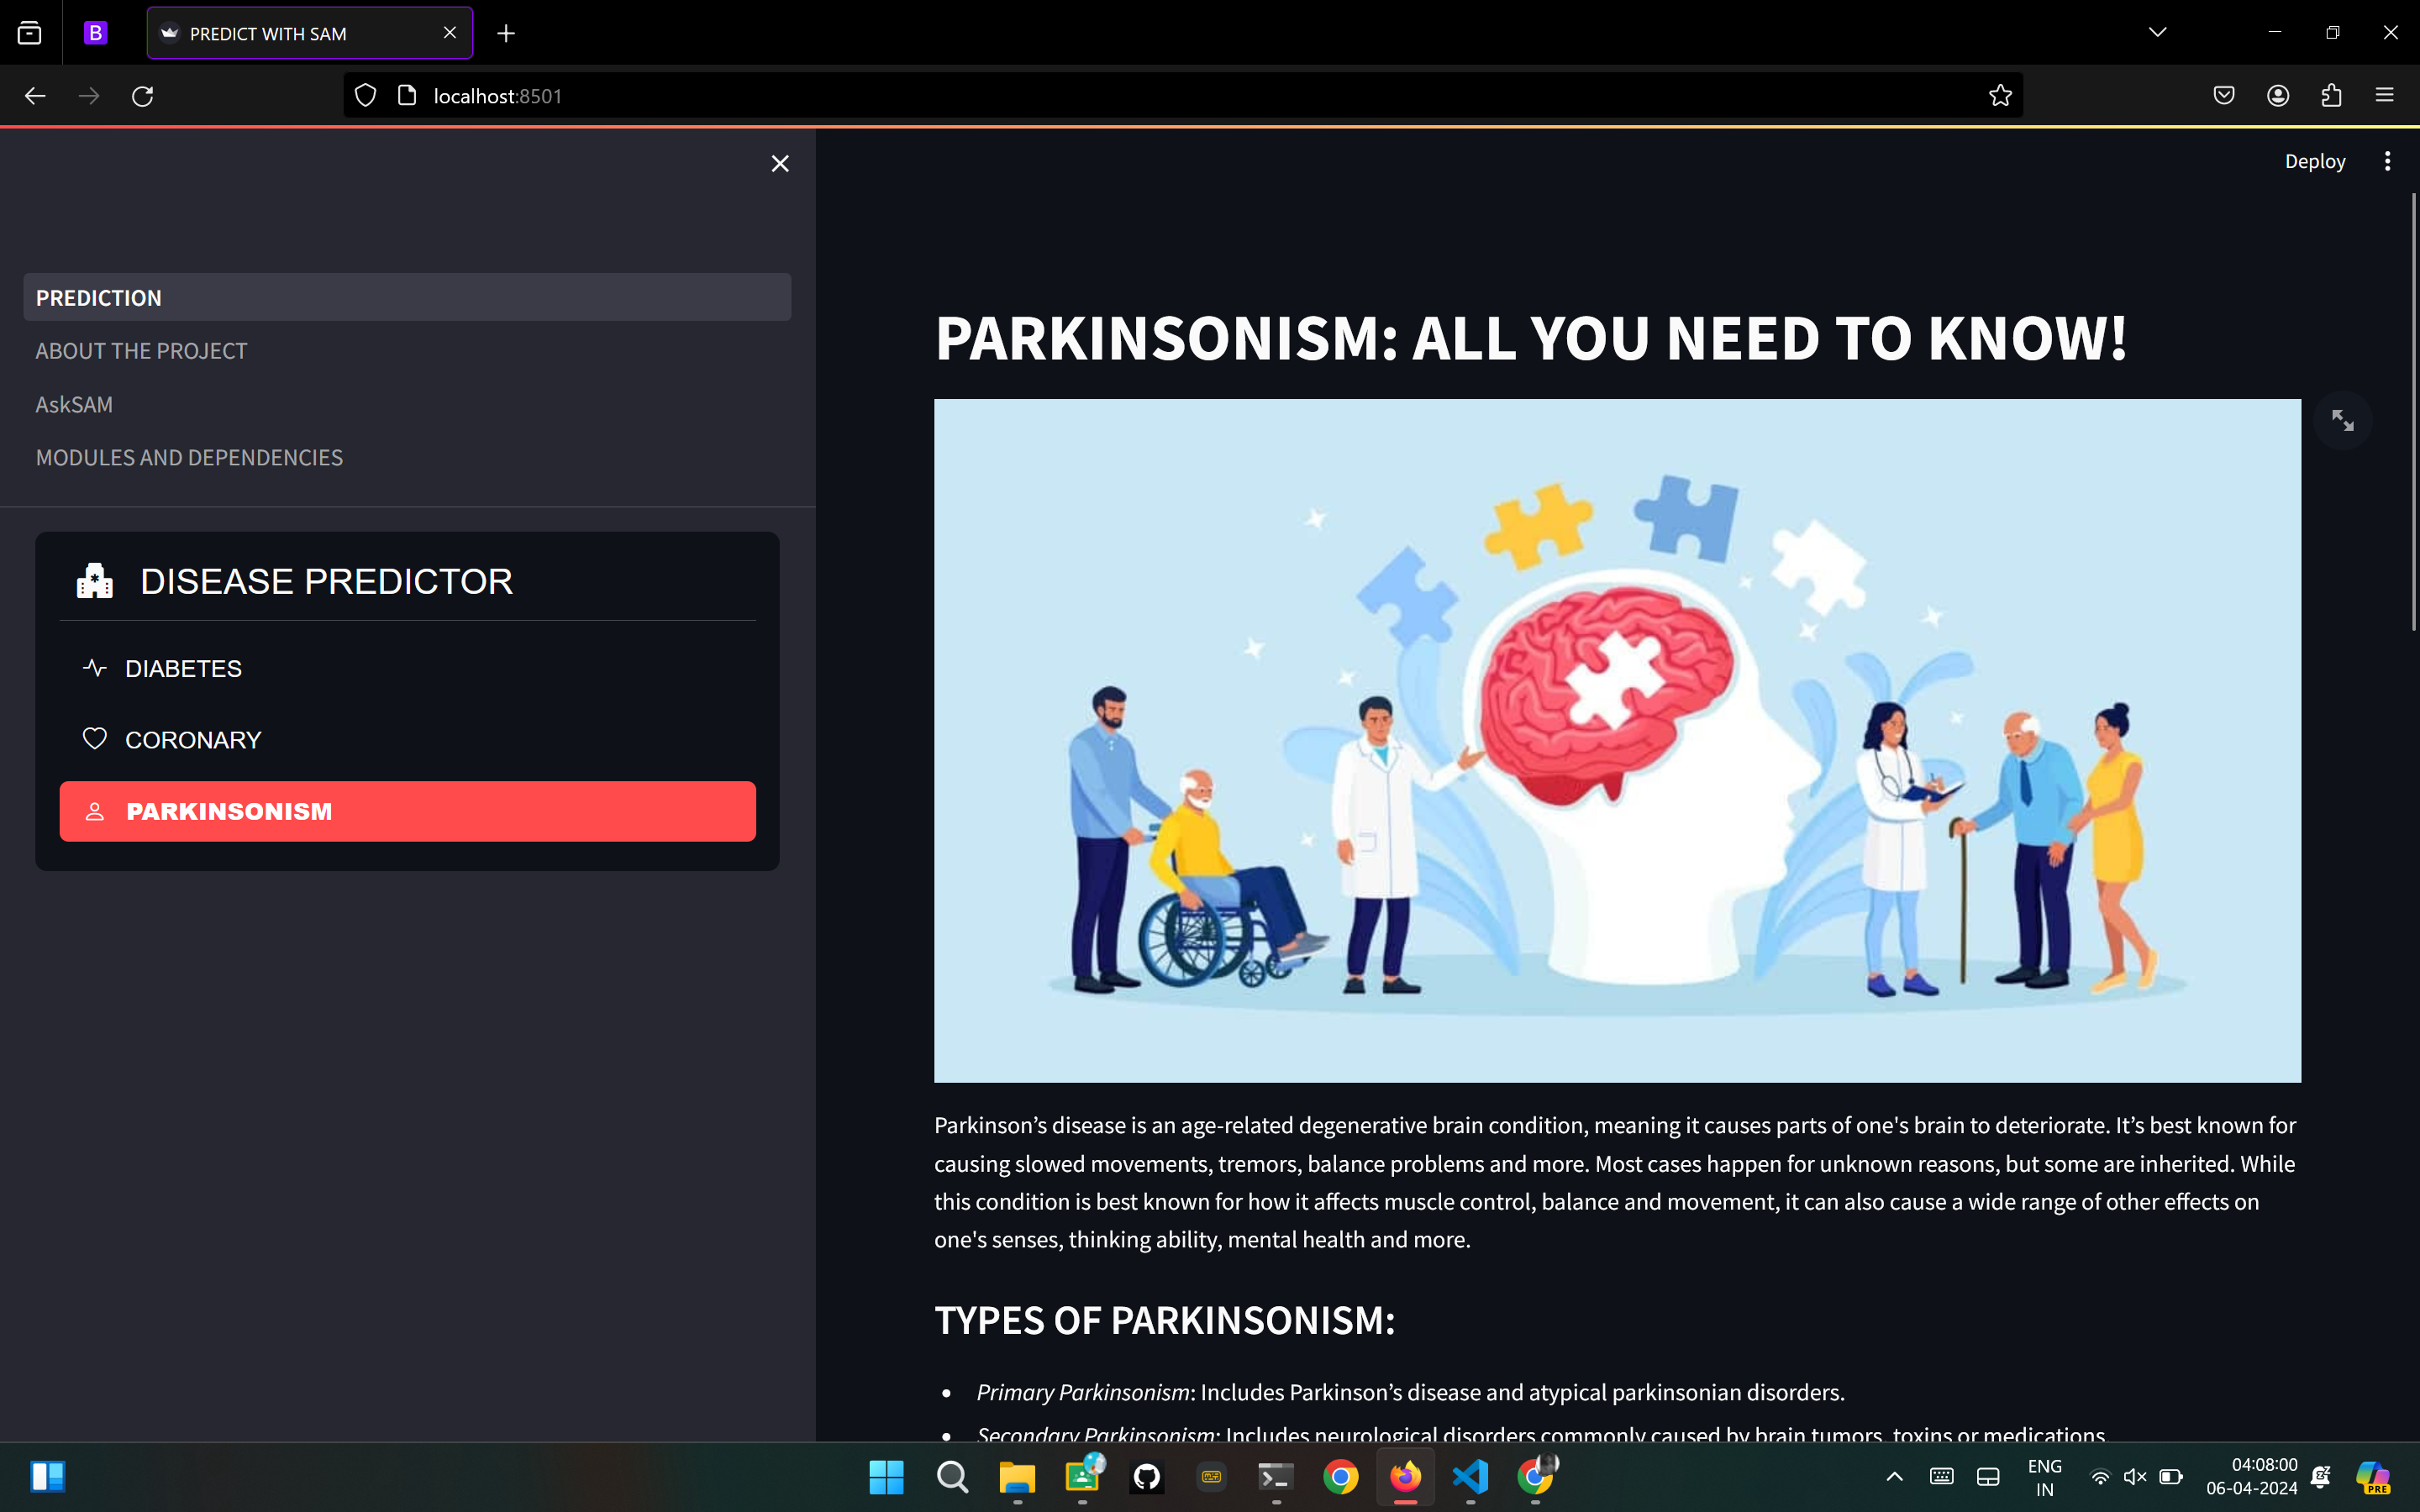 B
PREDICT WITH SAM
localhost:8501
Deploy
PREDICTION
ABOUT THE PROJECT
AskSAM
MODULES AND DEPENDENCIES
DISEASE PREDICTOR
DIABETES
CORONARY
PARKINSONISM
PARKINSONISM: ALL YOU NEED TO KNOW!
Parkinson’s disease is an age-related degenerative brain condition, meaning it causes parts of one's brain to deteriorate. It’s best known for
causing slowed movements, tremors, balance problems and more. Most cases happen for unknown reasons, but some are inherited. While
this condition is best known for how it affects muscle control, balance and movement, it can also cause a wide range of other effects on
one's senses, thinking ability, mental health and more.
TYPES OF PARKINSONISM:
Primary Parkinsonism: Includes Parkinson’s disease and atypical parkinsonian disorders.
Secondary Parkinsonism: Includes neurological disorders commonly caused by brain tumors, toxins or medications.
ENG
IN
04:08:00
06-04-2024
PRE